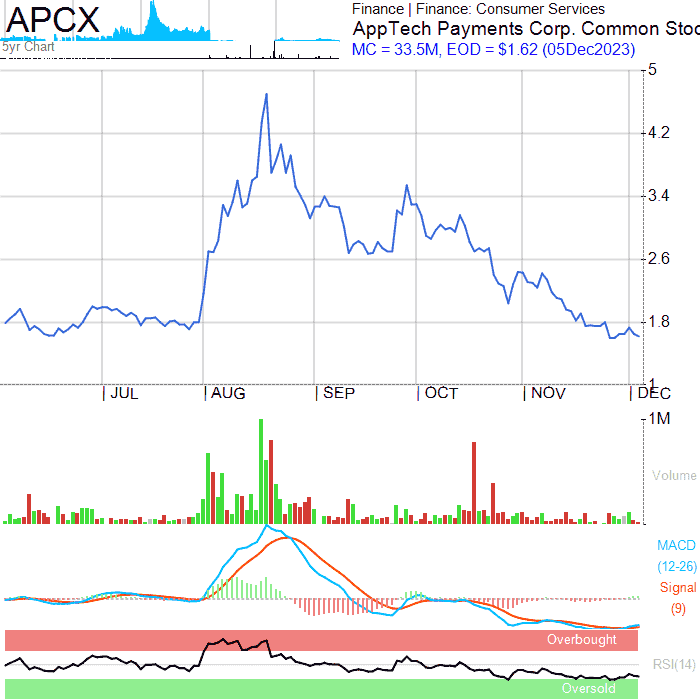 APCX
5yr Chart
Finance | Finance: Consumer Services
AppTech Payments Corp. Common Stoc
MC = 33.5M, EOD = $1.62 (05Dec2023)
5
4.2
3.4
2.6
1.8
1
| JUL | AUG | SEP | OCT | NOV | DEC
1M
Volume
MACD
(12-26)
Signal
(9)
Overbought
RSI(14)
Oversold